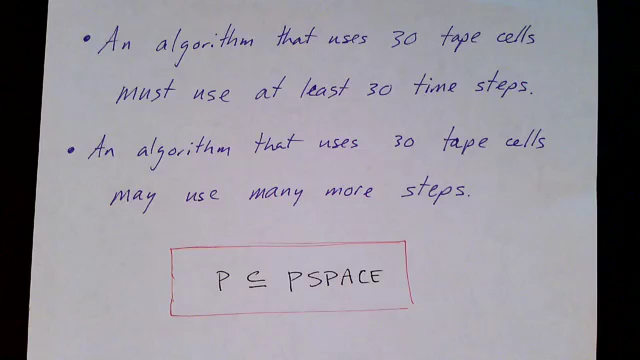 • An algorithm that uses 30 tape cells
must use at least 30 time steps.
• An algorithm that uses 30 tape cells
may use many more steps.
P ⊆ PSPACE